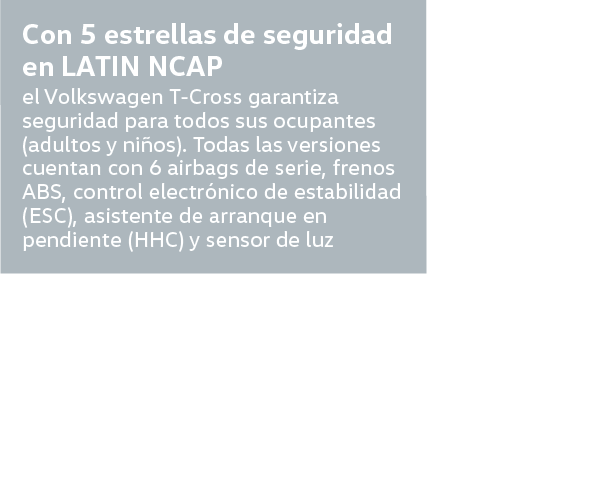 Con 5 estrellas de seguridad
en LATIN NCAP
el Volkswagen T-Cross garantiza
seguridad para todos sus ocupantes
(adultos y niños). Todas las versiones
cuentan con 6 airbags de serie, frenos
ABS, control electrónico de estabilidad
(ESC), asistente de arranque en
pendiente (HHC) y sensor de luz